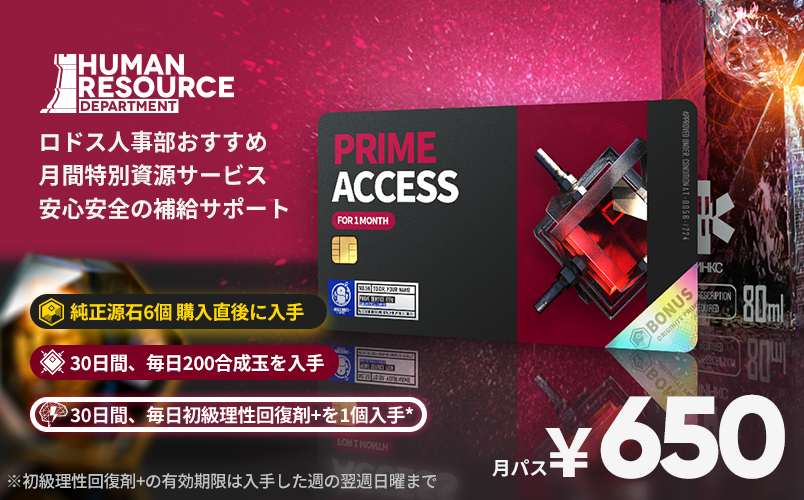 HUMAN
RESOURCE
DEPARTMENT
ロドス人事部おすすめ
月間特別資源サービス
安心安全の補給サポート
PRIME
ACCESS
FOR 1 MONTH
BONUS
80ml
純正源石6個 購入直後に入手
30日間、毎日200合成玉を入手
30日間、毎日初級理性回復剤+を1個入手*
月パス¥650
※初級理性回復剤+の有効期限は入手した週の翌週日曜まで